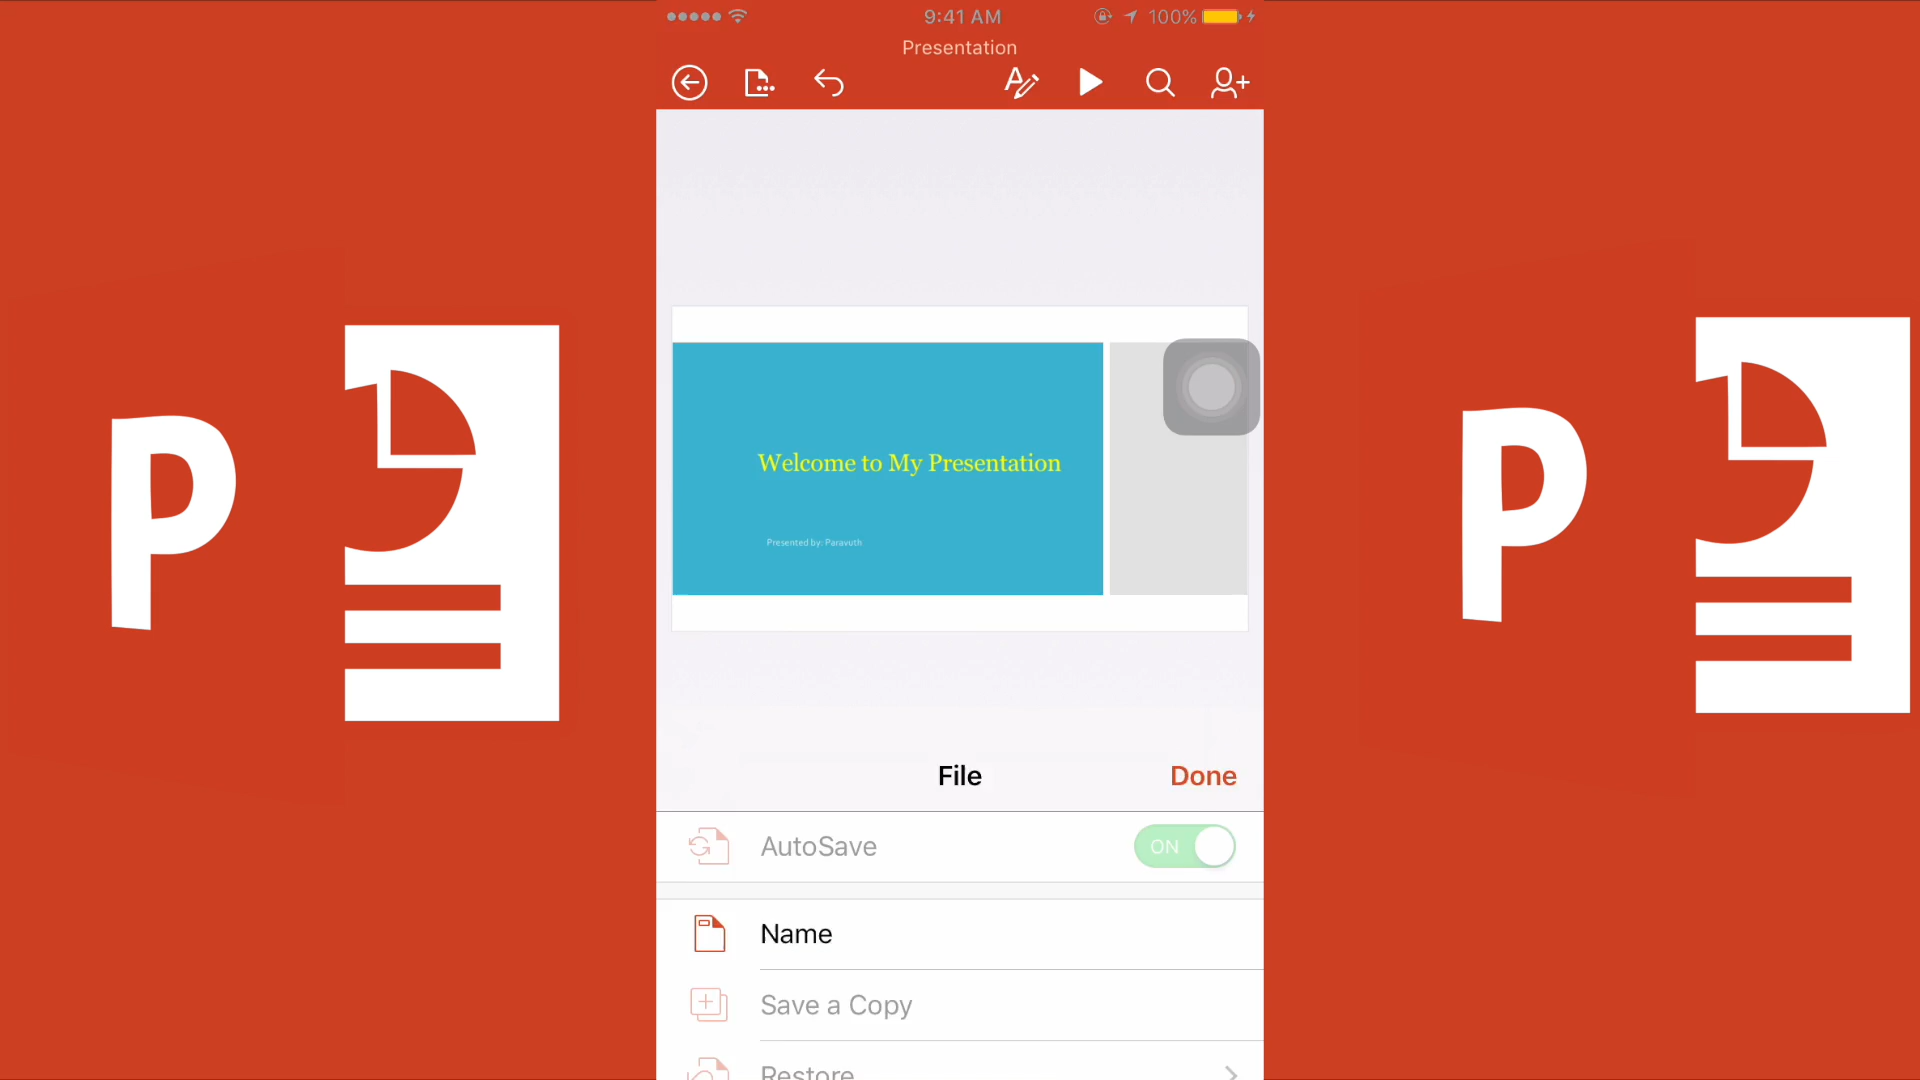 9:41 AM
100%
Presentation
Welcome to My Presentation
Presented by: Paravuth
File
Done
AutoSave
ON
Name
Save a Copy
Restore
P
P